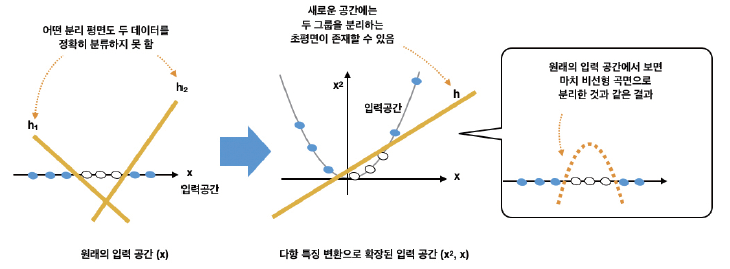 어떤 분리 평면도 두 데이터를
정확히 분류하지 못 함
h₁
h₂
x
입력공간
원래의 입력 공간 (x)
새로운 공간에는
두 그룹을 분리하는
초평면이 존재할 수 있음
x²
h
입력공간
x
다항 특징 변환으로 확장된 입력 공간 (x², x)
원래의 입력 공간에서 보면
마치 비선형 곡면으로
분리한 것과 같은 결과